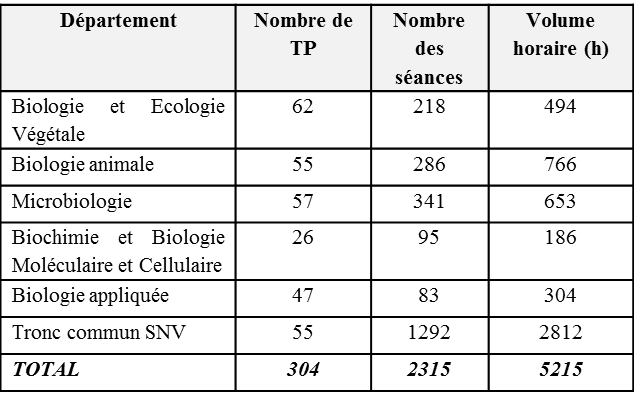 Département Nombre de TP Nombre des séances Volume horaire (h)
Biologie et Ecologie Végétale 62 218 494
Biologie animale 55 286 766
Microbiologie 57 341 653
Biochimie et Biologie Moléculaire et Cellulaire 26 95 186
Biologie appliquée 47 83 304
Tronc commun SNV 55 1292 2812
TOTAL 304 2315 5215